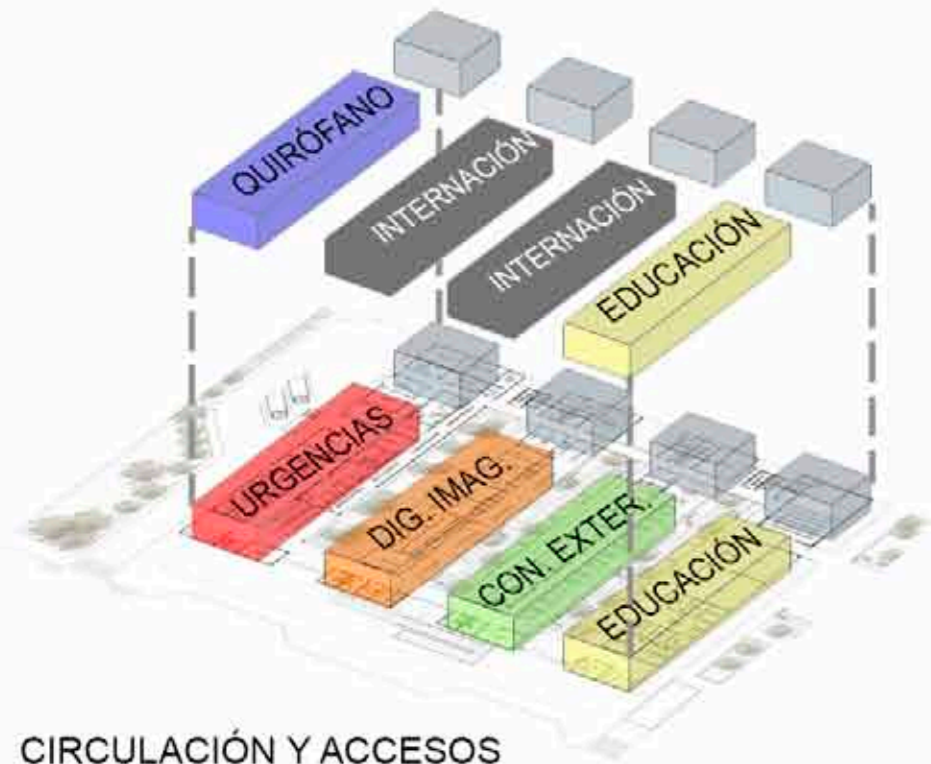 QUIRÓFANO
INTERNACIÓN
INTERNACIÓN
EDUCACIÓN
URGENCIAS
DIG. IMAG.
CON. EXTER.
EDUCACIÓN
CIRCULACIÓN Y ACCESOS